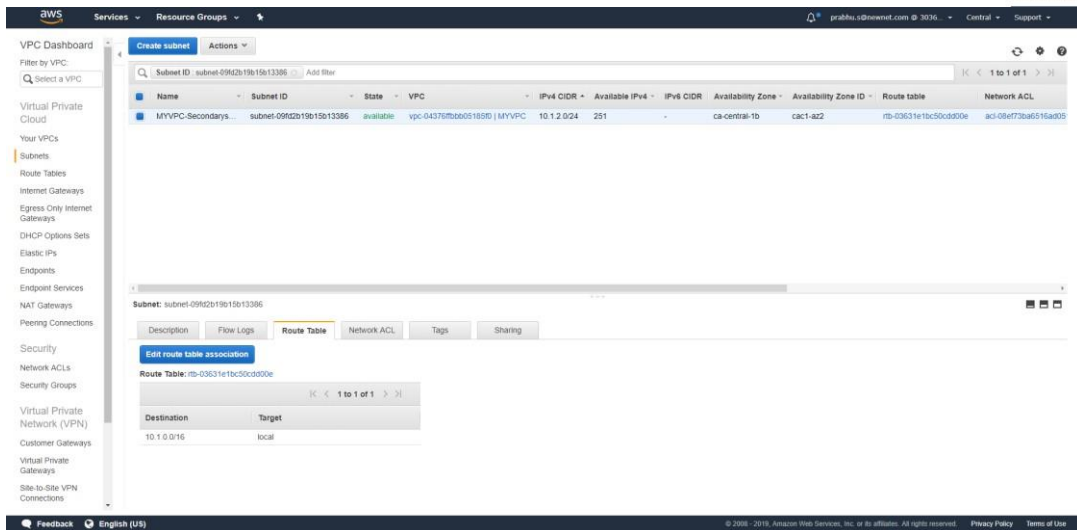 aws Services Resource Groups prabhu.s@newnet.com @ 3036... Central Support
VPC Dashboard
Filter by VPC:
Select a VPC
Virtual Private
Cloud
Your VPCs
Subnets
Route Tables
Internet Gateways
Egress Only Internet
Gateways
DHCP Options Sets
Elastic IPs
Endpoints
Endpoint Services
NAT Gateways
Peering Connections
Security
Network ACLs
Security Groups
Virtual Private
Network (VPN)
Customer Gateways
Virtual Private
Gateways
Site-to-Site VPN
Connections
Create subnet Actions
Subnet ID : subnet-09fd2b19b15b13386 Add filter 1 to 1 of 1
Name Subnet ID State VPC IPv4 CIDR Available IPv4 IPv6 CIDR Availability Zone Availability Zone ID Route table Network ACL
MYVPC-Secondarys... subnet-09fd2b19b15b13386 available vpc-04376ffbbb05185f0 | MYVPC 10.1.2.0/24 251 - ca-central-1b cac1-az2 rtb-03631e1bc50cdd00e acl-08ef73ba6516ad05
Subnet: subnet-09fd2b19b15b13386
Description Flow Logs Route Table Network ACL Tags Sharing
Edit route table association
Route Table: rtb-03631e1bc50cdd00e
1 to 1 of 1
Destination Target
10.1.0.0/16 local
Feedback English (US) © 2008 - 2019, Amazon Web Services, Inc. or its affiliates. All rights reserved. Privacy Policy Terms of Use